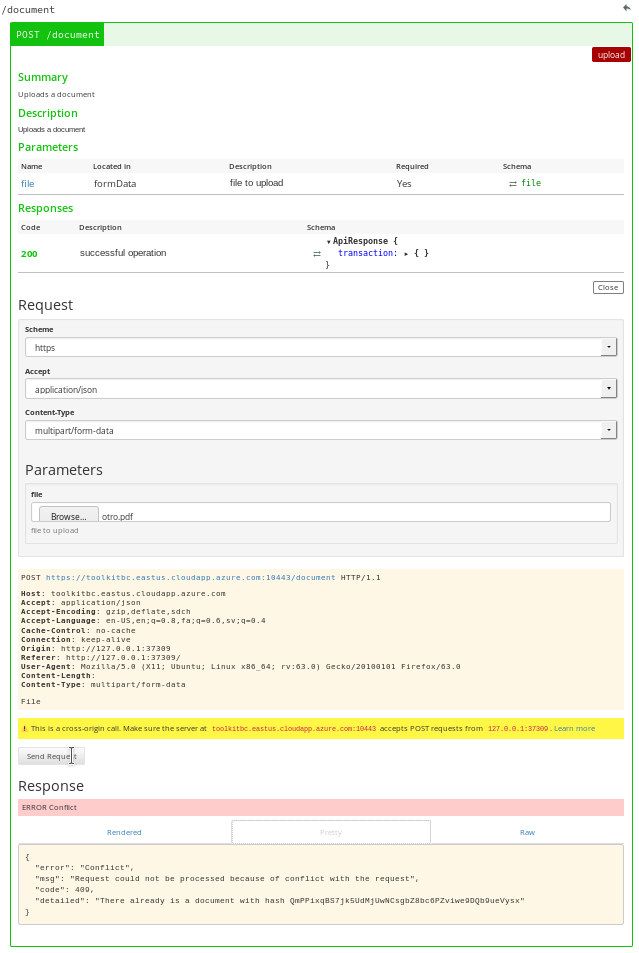 /document
POST /document
upload
Summary
Uploads a document
Description
Uploads a document
Parameters
Name Located in Description Required Schema
file formData file to upload Yes ⇄ file
Responses
Code Description Schema
▾ ApiResponse {
200 successful operation ⇄ transaction: ▸ { }
}
Close
Request
Scheme
https
Accept
application/json
Content-Type
multipart/form-data
Parameters
file
Browse... otro.pdf
file to upload
POST https://toolkitbc.eastus.cloudapp.azure.com:10443/document HTTP/1.1
Host: toolkitbc.eastus.cloudapp.azure.com
Accept: application/json
Accept-Encoding: gzip,deflate,sdch
Accept-Language: en-US,en;q=0.8,fa;q=0.6,sv;q=0.4
Cache-Control: no-cache
Connection: keep-alive
Origin: http://127.0.0.1:37309
Referer: http://127.0.0.1:37309/
User-Agent: Mozilla/5.0 (X11; Ubuntu; Linux x86_64; rv:63.0) Gecko/20100101 Firefox/63.0
Content-Length:
Content-Type: multipart/form-data
File
This is a cross-origin call. Make sure the server at toolkitbc.eastus.cloudapp.azure.com:10443 accepts POST requests from 127.0.0.1:37309. Learn more
Send Request
Response
ERROR Conflict
Rendered Pretty Raw
{
"error": "Conflict",
"msg": "Request could not be processed because of conflict with the request",
"code": 409,
"detailed": "There already is a document with hash QmPPixqBS7jk5UdMjUwNCsgbZ8bc6PZviwe9DQb9ueVysx"
}